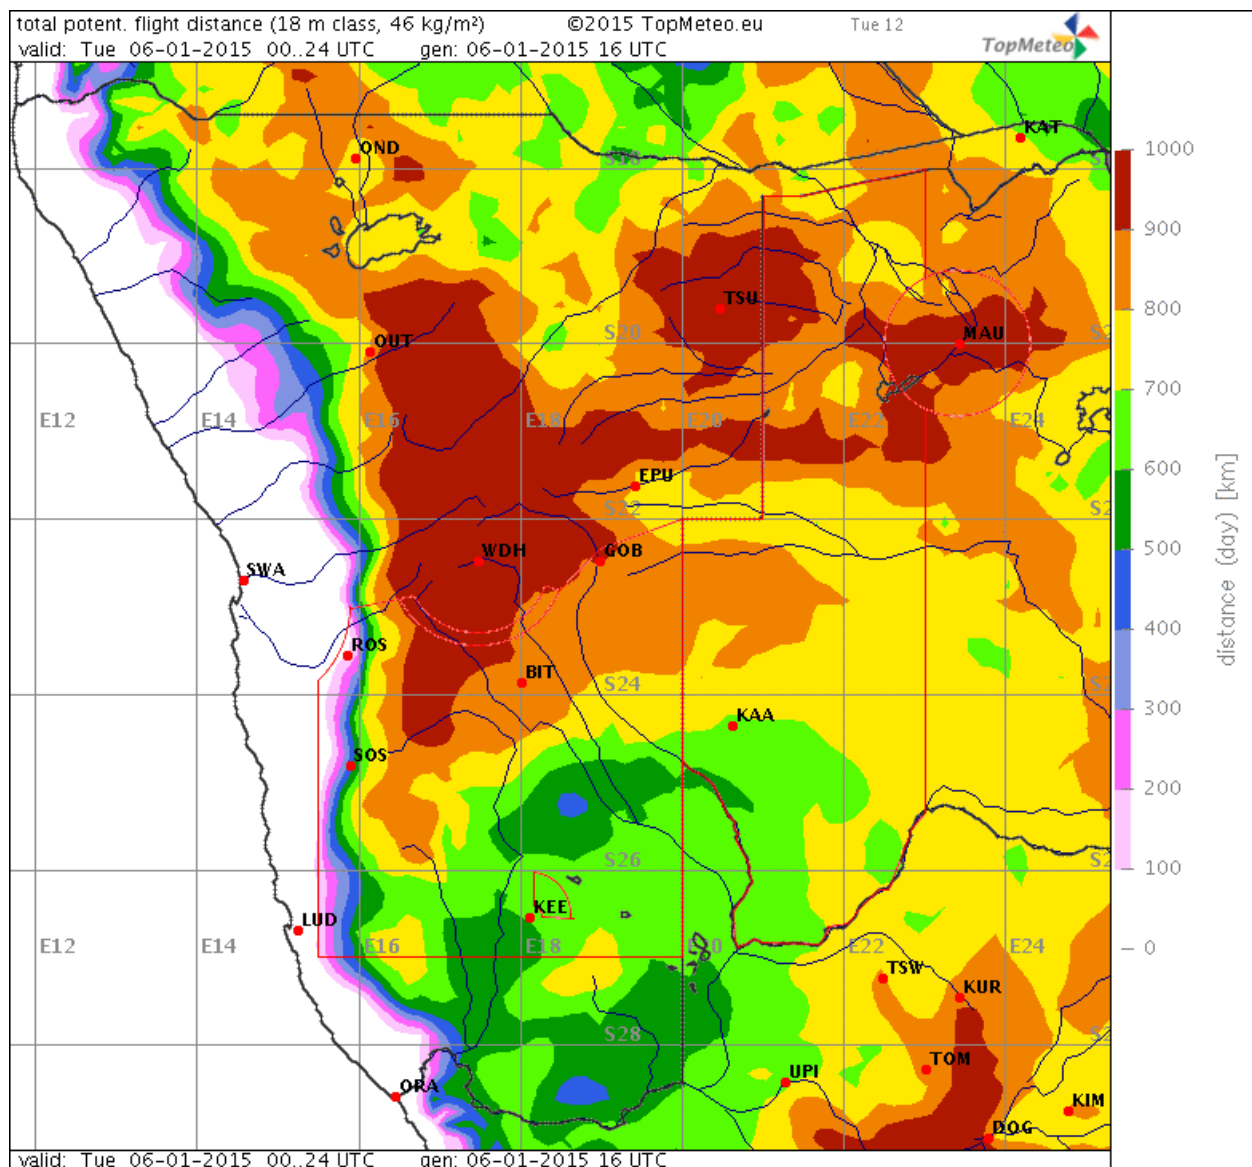 total potent. flight distance (18 m class, 46 kg/m²) ©2015 TopMeteo.eu Tue 12
valid: Tue 06-01-2015 00..24 UTC gen: 06-01-2015 16 UTC
TopMeteo
KAT
OND
S18
1000
900
TSU
800
OUT
S20
MAU
700
E12 E14 E16 E18 E20 E22 E24
600
EPU
S22
500
WDH GOB
SWA
400
ROS
BIT
S24
300
KAA
SOS
200
S26
100
KEE
LUD
E12 E14 E16 E18 E20 E22 E24
0
TSW
KUR
S28
TOM
UPI
ORA
KIM
DOG
distance (day) [km]
valid: Tue 06-01-2015 00..24 UTC gen: 06-01-2015 16 UTC